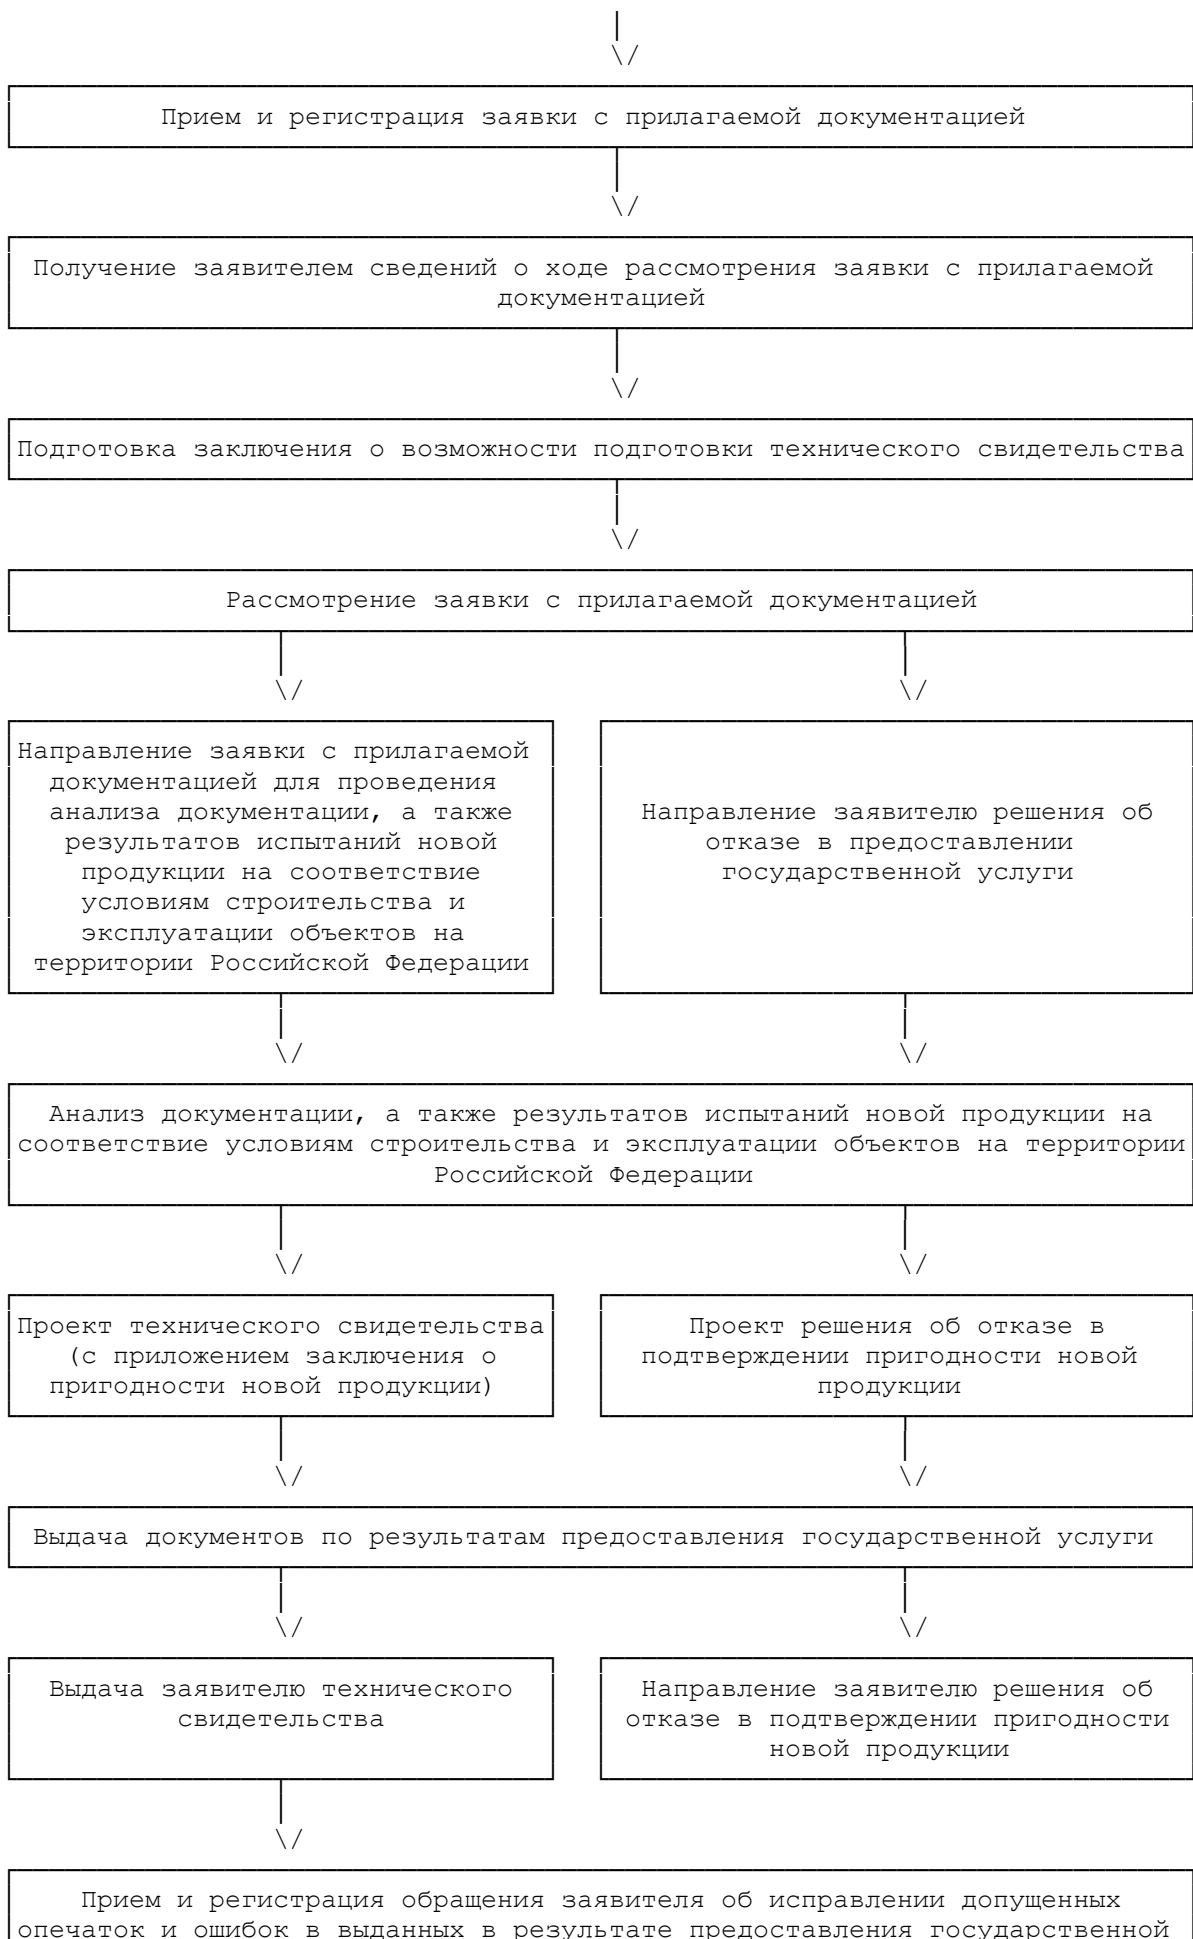 Прием и регистрация заявки с прилагаемой документацией
Получение заявителем сведений о ходе рассмотрения заявки с прилагаемой
документацией
Подготовка заключения о возможности подготовки технического свидетельства
Рассмотрение заявки с прилагаемой документацией
Направление заявки с прилагаемой
документацией для проведения
анализа документации, а также
результатов испытаний новой
продукции на соответствие
условиям строительства и
эксплуатации объектов на
территории Российской Федерации
Направление заявителю решения об
отказе в предоставлении
государственной услуги
Анализ документации, а также результатов испытаний новой продукции на
соответствие условиям строительства и эксплуатации объектов на территории
Российской Федерации
Проект технического свидетельства
(с приложением заключения о
пригодности новой продукции)
Проект решения об отказе в
подтверждении пригодности новой
продукции
Выдача документов по результатам предоставления государственной услуги
Выдача заявителю технического
свидетельства
Направление заявителю решения об
отказе в подтверждении пригодности
новой продукции
Прием и регистрация обращения заявителя об исправлении допущенных
опечаток и ошибок в выданных в результате предоставления государственной